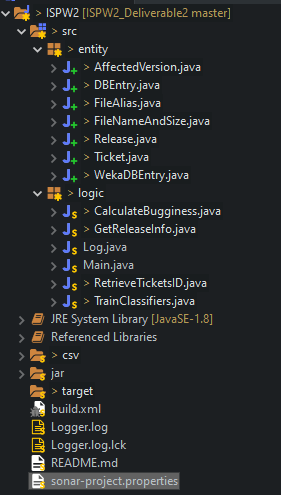 > ISPW2 [ISPW2_Deliverable2 master]
> src
> entity
> AffectedVersion.java
> DBEntry.java
> FileAlias.java
> FileNameAndSize.java
> Release.java
> Ticket.java
> WekaDBEntry.java
> logic
> CalculateBugginess.java
> GetReleaseInfo.java
Log.java
Main.java
> RetrieveTicketsID.java
> TrainClassifiers.java
JRE System Library [JavaSE-1.8]
Referenced Libraries
> csv
jar
> target
build.xml
Logger.log
Logger.log.lck
README.md
sonar-project.properties